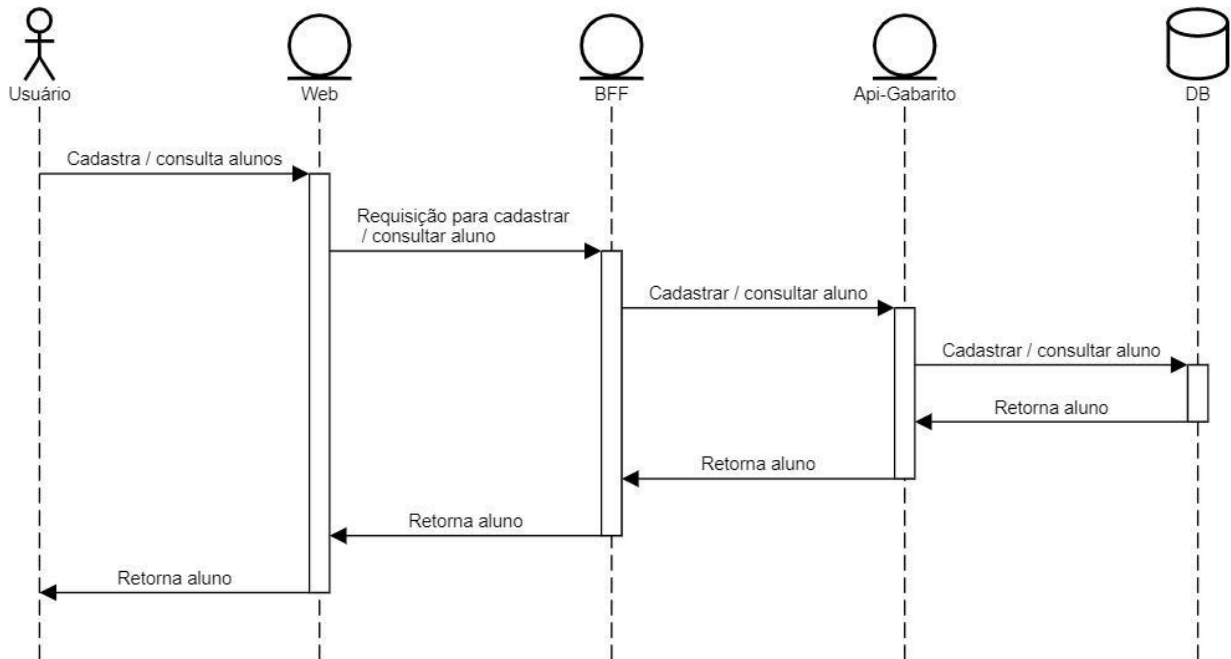 Usuário
Web
BFF
Api-Gabarito
DB
Cadastra / consulta alunos
Requisição para cadastrar
/ consultar aluno
Cadastrar / consultar aluno
Cadastrar / consultar aluno
Retorna aluno
Retorna aluno
Retorna aluno
Retorna aluno